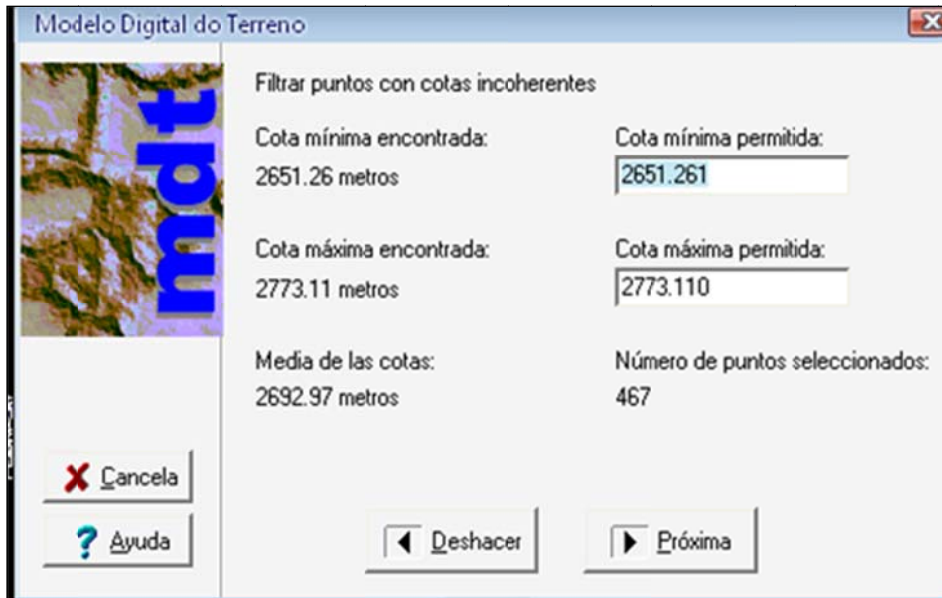 Modelo Digital do Terreno
mdt
Filtrar puntos con cotas incoherentes
Cota mínima encontrada:
2651.26 metros
Cota mínima permitida:
2651.261
Cota máxima encontrada:
2773.11 metros
Cota máxima permitida:
2773.110
Media de las cotas:
2692.97 metros
Número de puntos seleccionados:
467
Cancela
Ayuda
Deshacer
Próxima